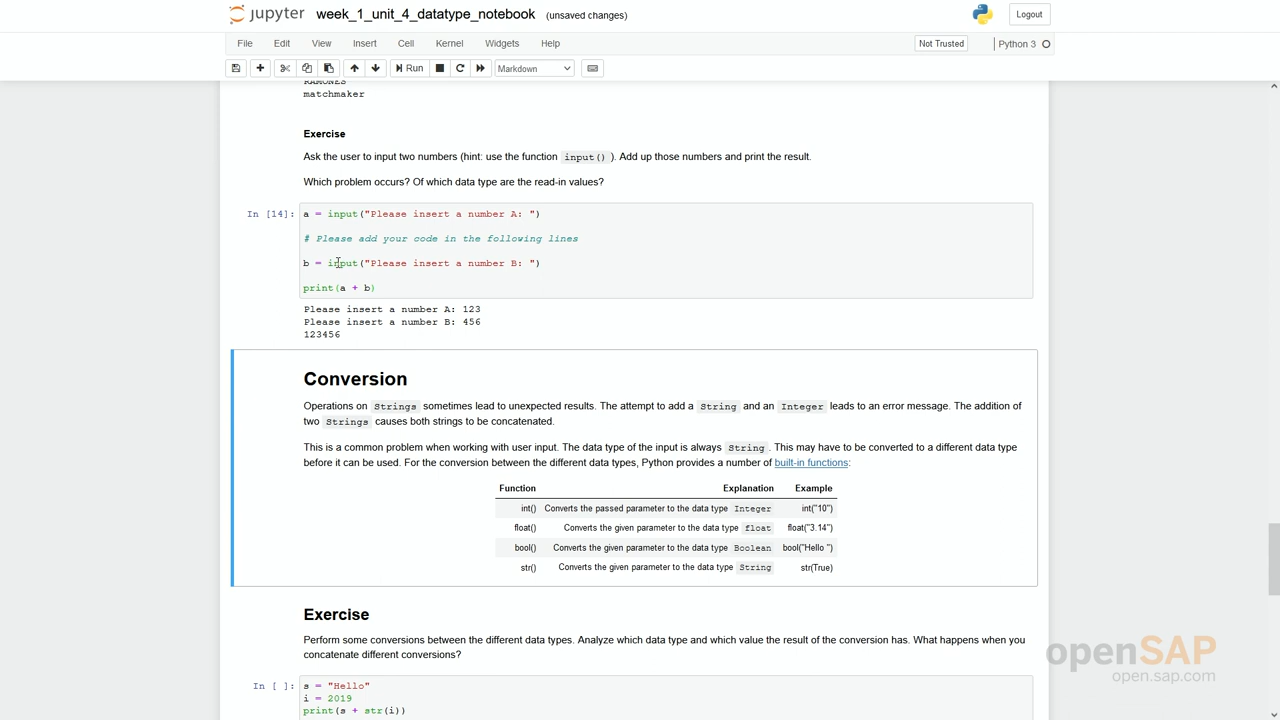 jupyter week_1_unit_4_datatype_notebook (unsaved changes) Logout
File Edit View Insert Cell Kernel Widgets Help Not Trusted Python 3
Run Markdown
RAMONES
matchmaker
Exercise
Ask the user to input two numbers (hint: use the function input() ). Add up those numbers and print the result.
Which problem occurs? Of which data type are the read-in values?
In [14]: a = input("Please insert a number A: ")
# Please add your code in the following lines
b = input("Please insert a number B: ")
print(a + b)
Please insert a number A: 123
Please insert a number B: 456
123456
Conversion
Operations on Strings sometimes lead to unexpected results. The attempt to add a String and an Integer leads to an error message. The addition of
two Strings causes both strings to be concatenated.
This is a common problem when working with user input. The data type of the input is always String . This may have to be converted to a different data type
before it can be used. For the conversion between the different data types, Python provides a number of built-in functions:
Function Explanation Example
int() Converts the passed parameter to the data type Integer int("10")
float() Converts the given parameter to the data type float float("3.14")
bool() Converts the given parameter to the data type Boolean bool("Hello ")
str() Converts the given parameter to the data type String str(True)
Exercise
Perform some conversions between the different data types. Analyze which data type and which value the result of the conversion has. What happens when you
concatenate different conversions?
openSAP
open.sap.com
In [ ]: s = "Hello"
i = 2019
print(s + str(i))